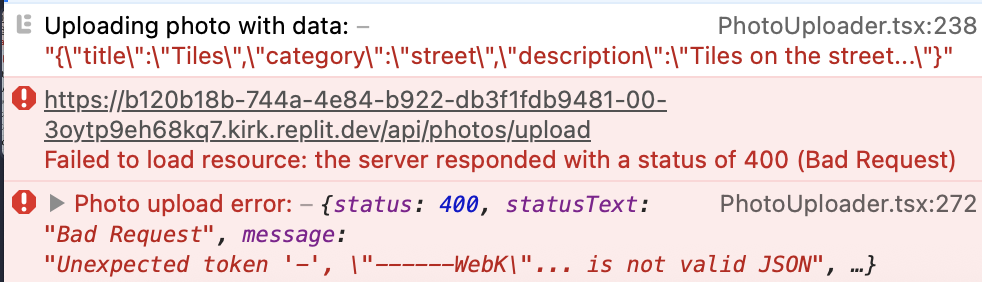 Uploading photo with data: – PhotoUploader.tsx:238
"{\"title\":\"Tiles\",\"category\":\"street\",\"description\":\"Tiles on the street...\"}"
https://b120b18b-744a-4e84-b922-db3f1fdb9481-00-
3oytp9eh68kq7.kirk.replit.dev/api/photos/upload
Failed to load resource: the server responded with a status of 400 (Bad Request)
Photo upload error: – {status: 400, statusText: PhotoUploader.tsx:272
"Bad Request", message:
"Unexpected token '-', \"------WebK\"... is not valid JSON", …}